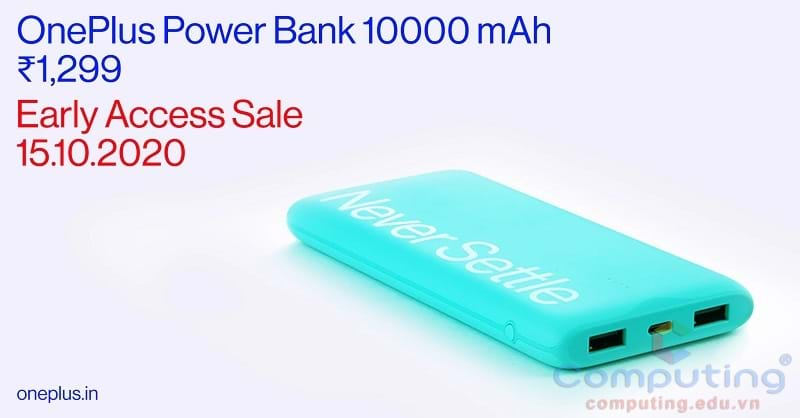 OnePlus Power Bank 10000 mAh
₹1,299
Early Access Sale
15.10.2020
Never Settle
oneplus.in
Computing®
computing.edu.vn